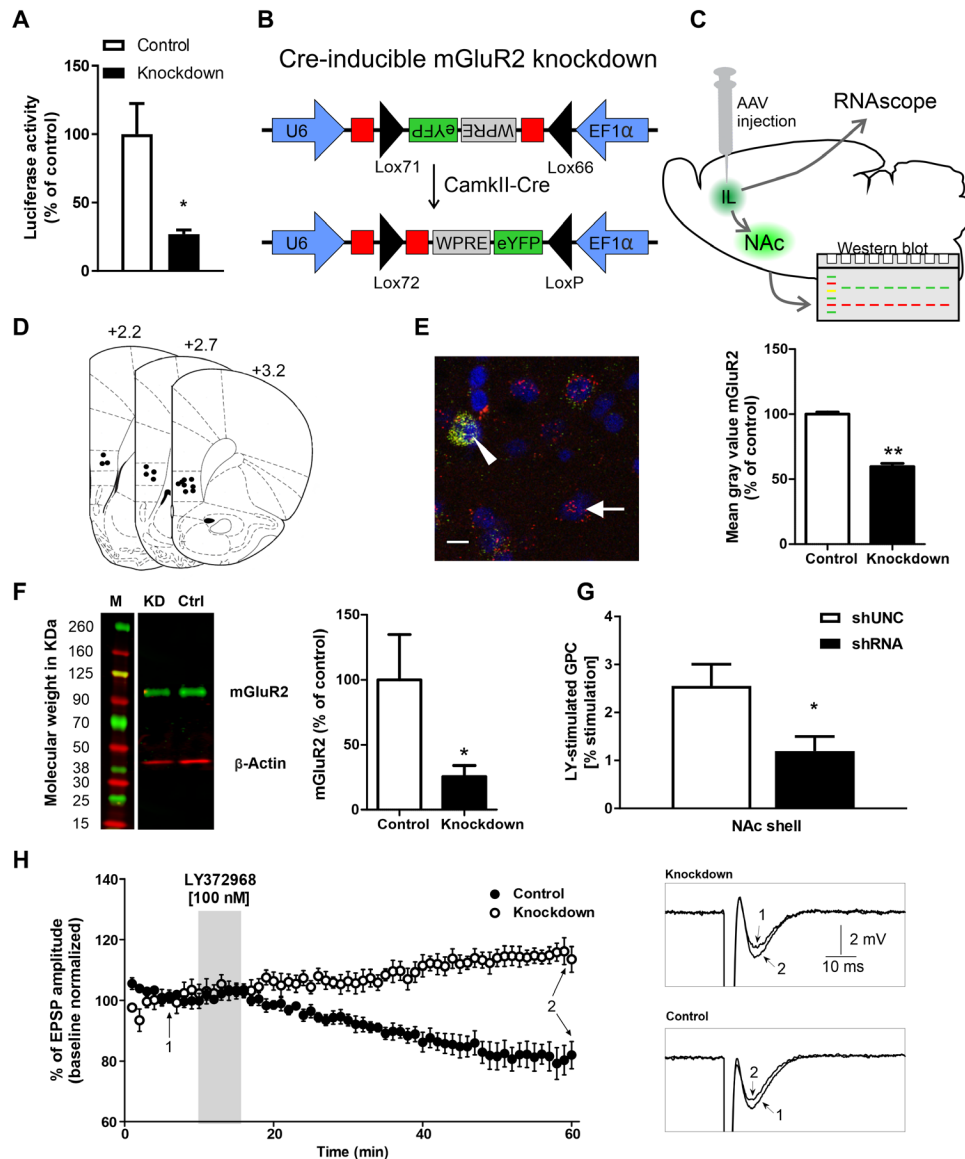 A
Control
Knockdown
Luciferase activity
(% of control)
150
100
50
0
*
B
Cre-inducible mGluR2 knockdown
U6
eYFP
WPRE
EF1α
Lox71
Lox66
CamkII-Cre
U6
WPRE
eYFP
EF1α
Lox72
LoxP
C
AAV
injection
RNAscope
IL
NAc
Western blot
D
+2.2
+2.7
+3.2
E
Mean gray value mGluR2
(% of control)
150
100
50
0
**
Control
Knockdown
F
M
KD
Ctrl
Molecular weight in KDa
260
160
125
90
70
50
38
30
25
15
mGluR2
β-Actin
mGluR2 (% of control)
150
100
50
0
*
Control
Knockdown
G
shUNC
shRNA
LY-stimulated GPC
[% stimulation]
4
3
2
1
0
*
NAc shell
H
LY372968
[100 nM]
Control
Knockdown
% of EPSP amplitude
(baseline normalized)
140
120
100
80
60
1
2
0
20
40
60
Time (min)
Knockdown
1
2
2 mV
10 ms
Control
2
1